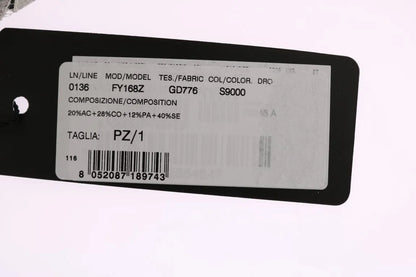 LN/LINE MOD/MODEL TES./FABRIC COL/COLOR. DRO
0136 FY168Z GD776 S9000
COMPOSIZIONE/COMPOSITION
20%AC+28%CO+12%PA+40%SE
TAGLIA: PZ/1
116
8 052087 189743